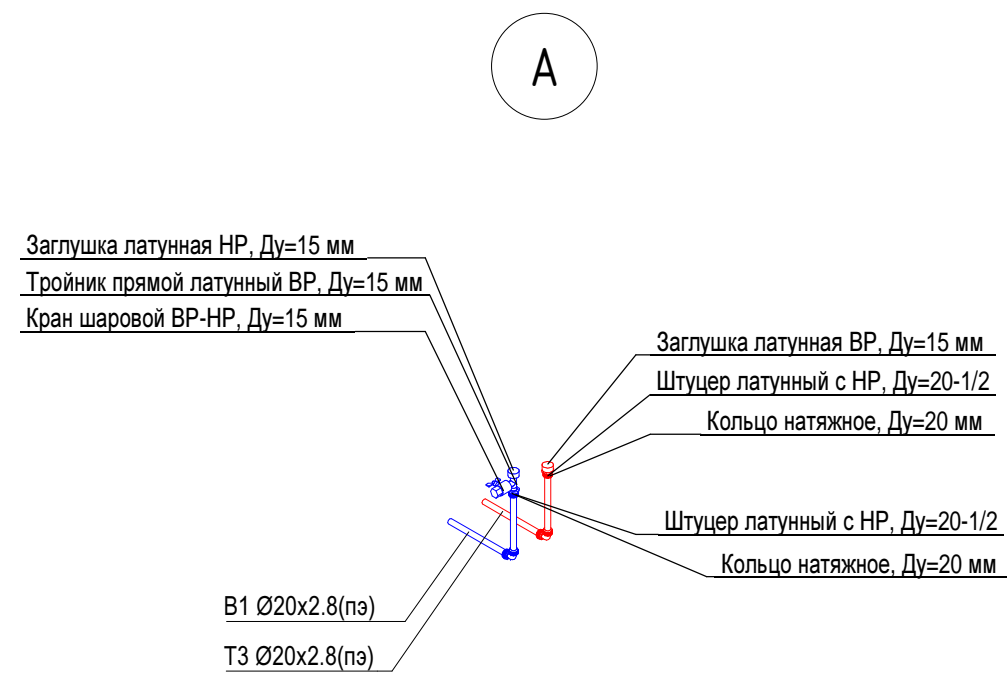 А
Заглушка латунная НР, Ду=15 мм
Тройник прямой латунный ВР, Ду=15 мм
Кран шаровой ВР-НР, Ду=15 мм
Заглушка латунная ВР, Ду=15 мм
Штуцер латунный с НР, Ду=20-1/2
Кольцо натяжное, Ду=20 мм
Штуцер латунный с НР, Ду=20-1/2
Кольцо натяжное, Ду=20 мм
В1 Ø20х2.8(пэ)
Т3 Ø20х2.8(пэ)